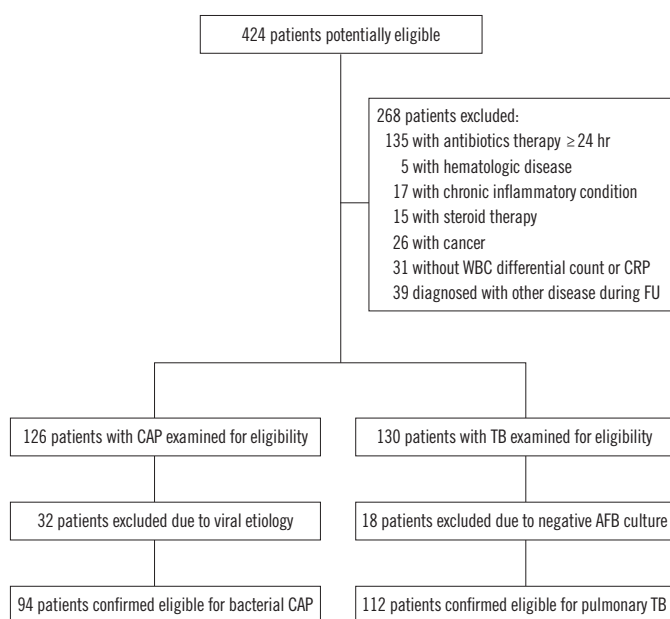 424 patients potentially eligible
268 patients excluded:
135 with antibiotics therapy ≥24 hr
5 with hematologic disease
17 with chronic inflammatory condition
15 with steroid therapy
26 with cancer
31 without WBC differential count or CRP
39 diagnosed with other disease during FU
126 patients with CAP examined for eligibility
130 patients with TB examined for eligibility
32 patients excluded due to viral etiology
18 patients excluded due to negative AFB culture
94 patients confirmed eligible for bacterial CAP
112 patients confirmed eligible for pulmonary TB